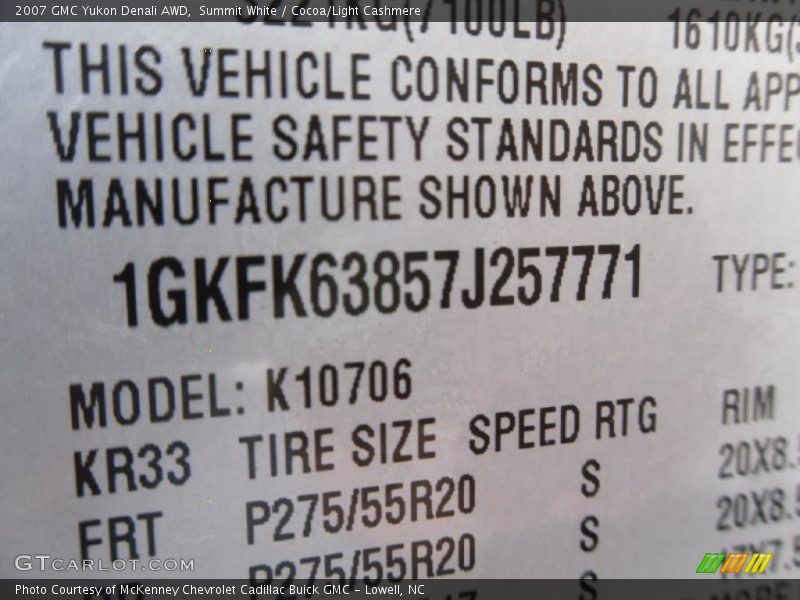 2007 GMC Yukon Denali AWD, Summit White / Cocoa/Light Cashmere
1610KG(
THIS VEHICLE CONFORMS TO ALL
VEHICLE SAFETY STANDARDS IN
MANUFACTURE SHOWN ABOVE.
1GKFK63857J257771 TYPE:
MODEL: K10706
KR33 TIRE SIZE SPEED RTG RIM
FRT P275/55R20 S 20X8.
P275/55R20 S 20X8.5
S
GTCARLOT.COM
Photo Courtesy of McKenney Chevrolet Cadillac Buick GMC - Lowell, NC